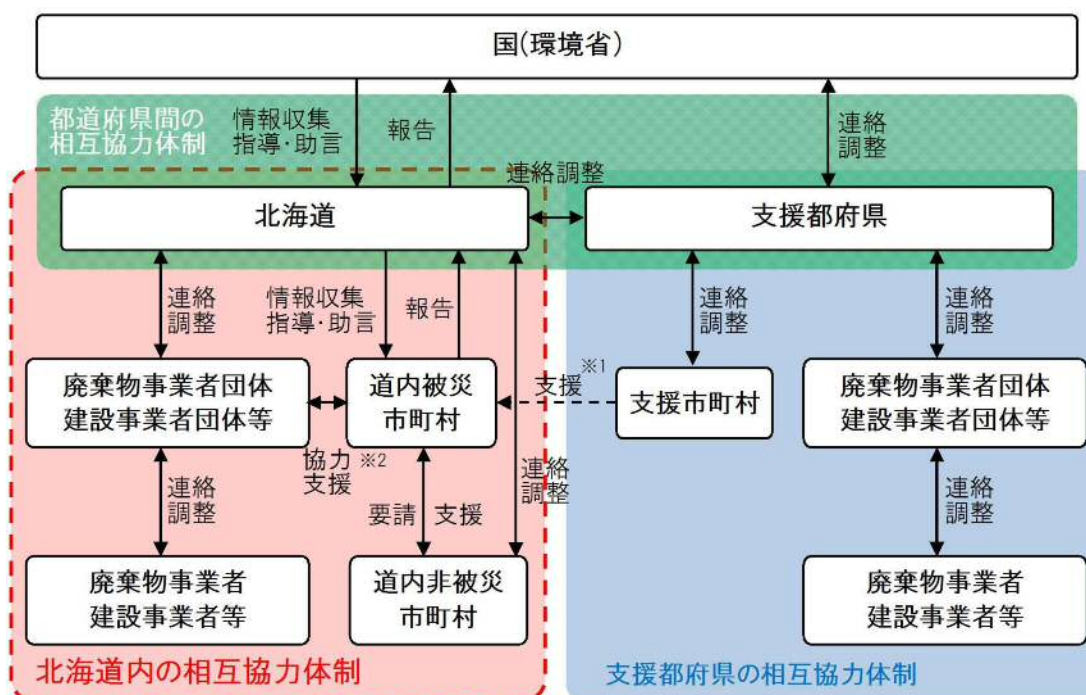 国(環境省)
都道府県間の
相互協力体制
情報収集
指導・助言
報告
連絡
調整
連絡調整
北海道
支援都府県
連絡
調整
情報収集
指導・助言
報告
連絡
調整
連絡
調整
廃棄物事業者団体
建設事業者団体等
道内被災
市町村
支援※1
支援市町村
廃棄物事業者団体
建設事業者団体等
協力※2
支援
連絡
調整
連絡
調整
要請
支援
連絡
調整
廃棄物事業者
建設事業者等
道内非被災
市町村
廃棄物事業者
建設事業者等
北海道内の相互協力体制
支援都府県の相互協力体制